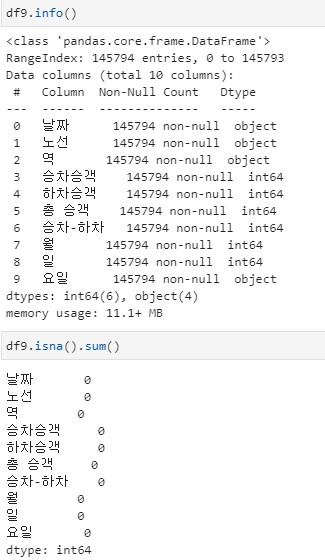 df9.info()
<class 'pandas.core.frame.DataFrame'>
RangeIndex: 145794 entries, 0 to 145793
Data columns (total 10 columns):
 #   Column  Non-Null Count   Dtype
---  ------  --------------   -----
 0   날짜      145794 non-null  object
 1   노선      145794 non-null  object
 2   역       145794 non-null  object
 3   승차승객    145794 non-null  int64
 4   하차승객    145794 non-null  int64
 5   총 승객    145794 non-null  int64
 6   승차-하차   145794 non-null  int64
 7   월       145794 non-null  int64
 8   일       145794 non-null  int64
 9   요일      145794 non-null  object
dtypes: int64(6), object(4)
memory usage: 11.1+ MB
df9.isna().sum()
날짜       0
노선       0
역        0
승차승객     0
하차승객     0
총 승객     0
승차-하차    0
월        0
일        0
요일       0
dtype: int64